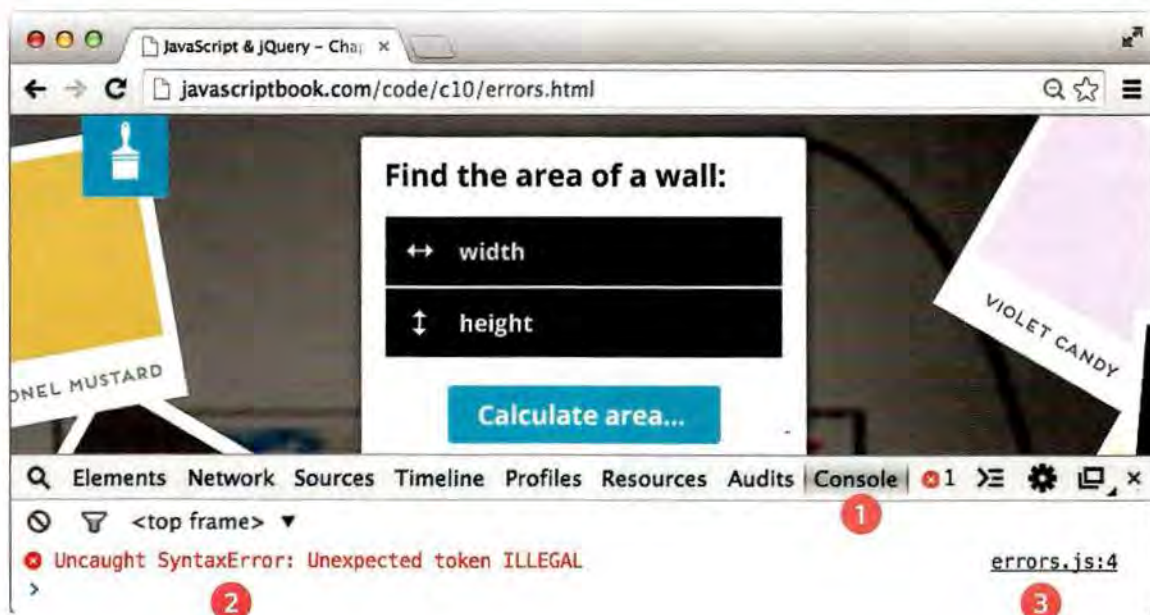 JavaScript & jQuery – Chap
javascriptbook.com/code/c10/errors.html
Find the area of a wall:
width
height
ONEL MUSTARD
VIOLET CANDY
Calculate area...
Elements Network Sources Timeline Profiles Resources Audits Console 1
1
<top frame>
Uncaught SyntaxError: Unexpected token ILLEGAL errors.js:4
>
2 3